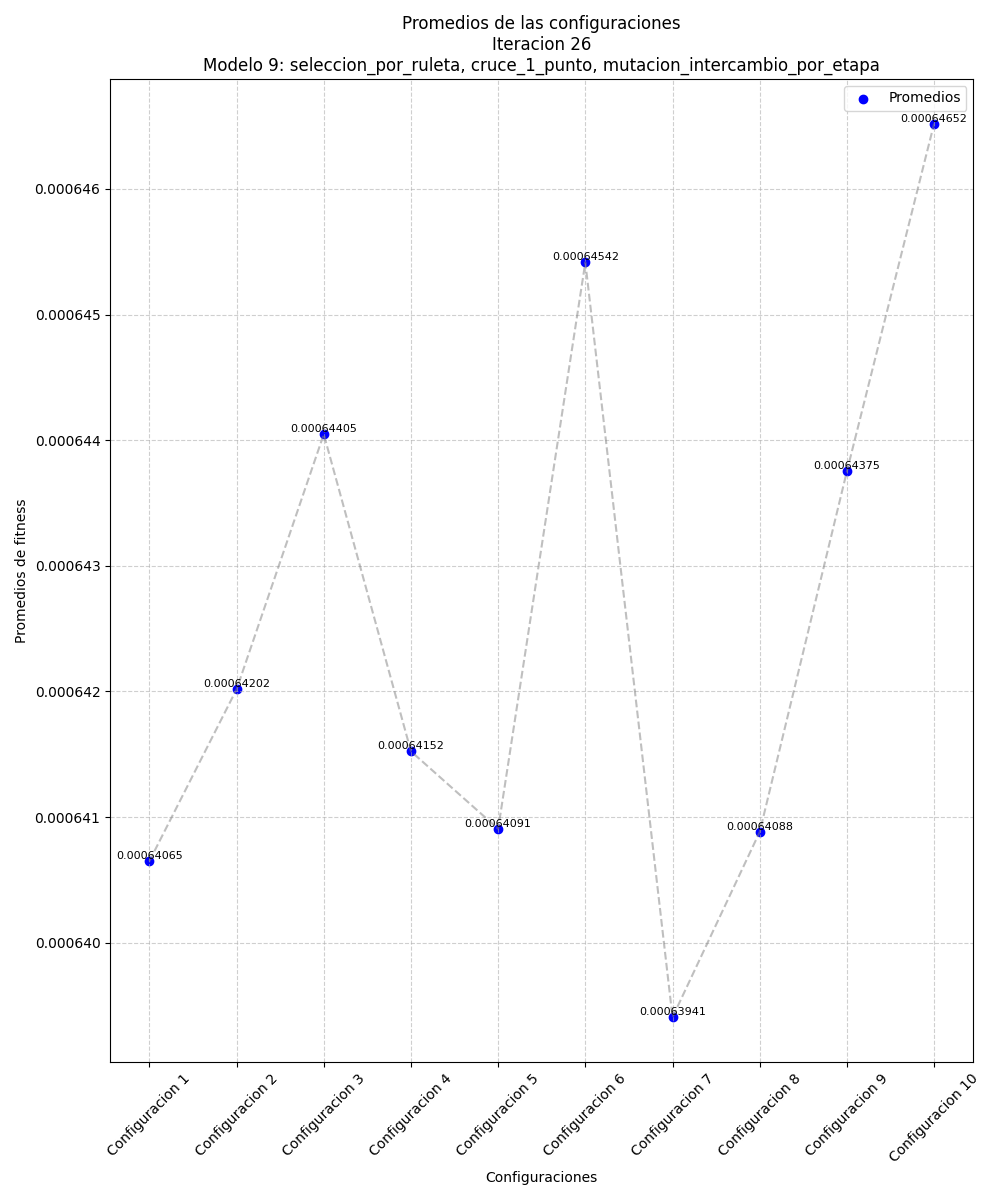 Promedios de las configuraciones
Iteracion 26
Modelo 9: seleccion_por_ruleta, cruce_1_punto, mutacion_intercambio_por_etapa
Promedios
0.00064652
0.000646
0.00064542
0.000645
0.00064405
0.000644
0.00064375
0.000643
Promedios de fitness
0.00064202
0.000642
0.00064152
0.00064091
0.00064088
0.000641
0.00064065
0.000640
0.00063941
Configuracion 1
Configuracion 2
Configuracion 3
Configuracion 4
Configuracion 5
Configuracion 6
Configuracion 7
Configuracion 8
Configuracion 9
Configuracion 10
Configuraciones